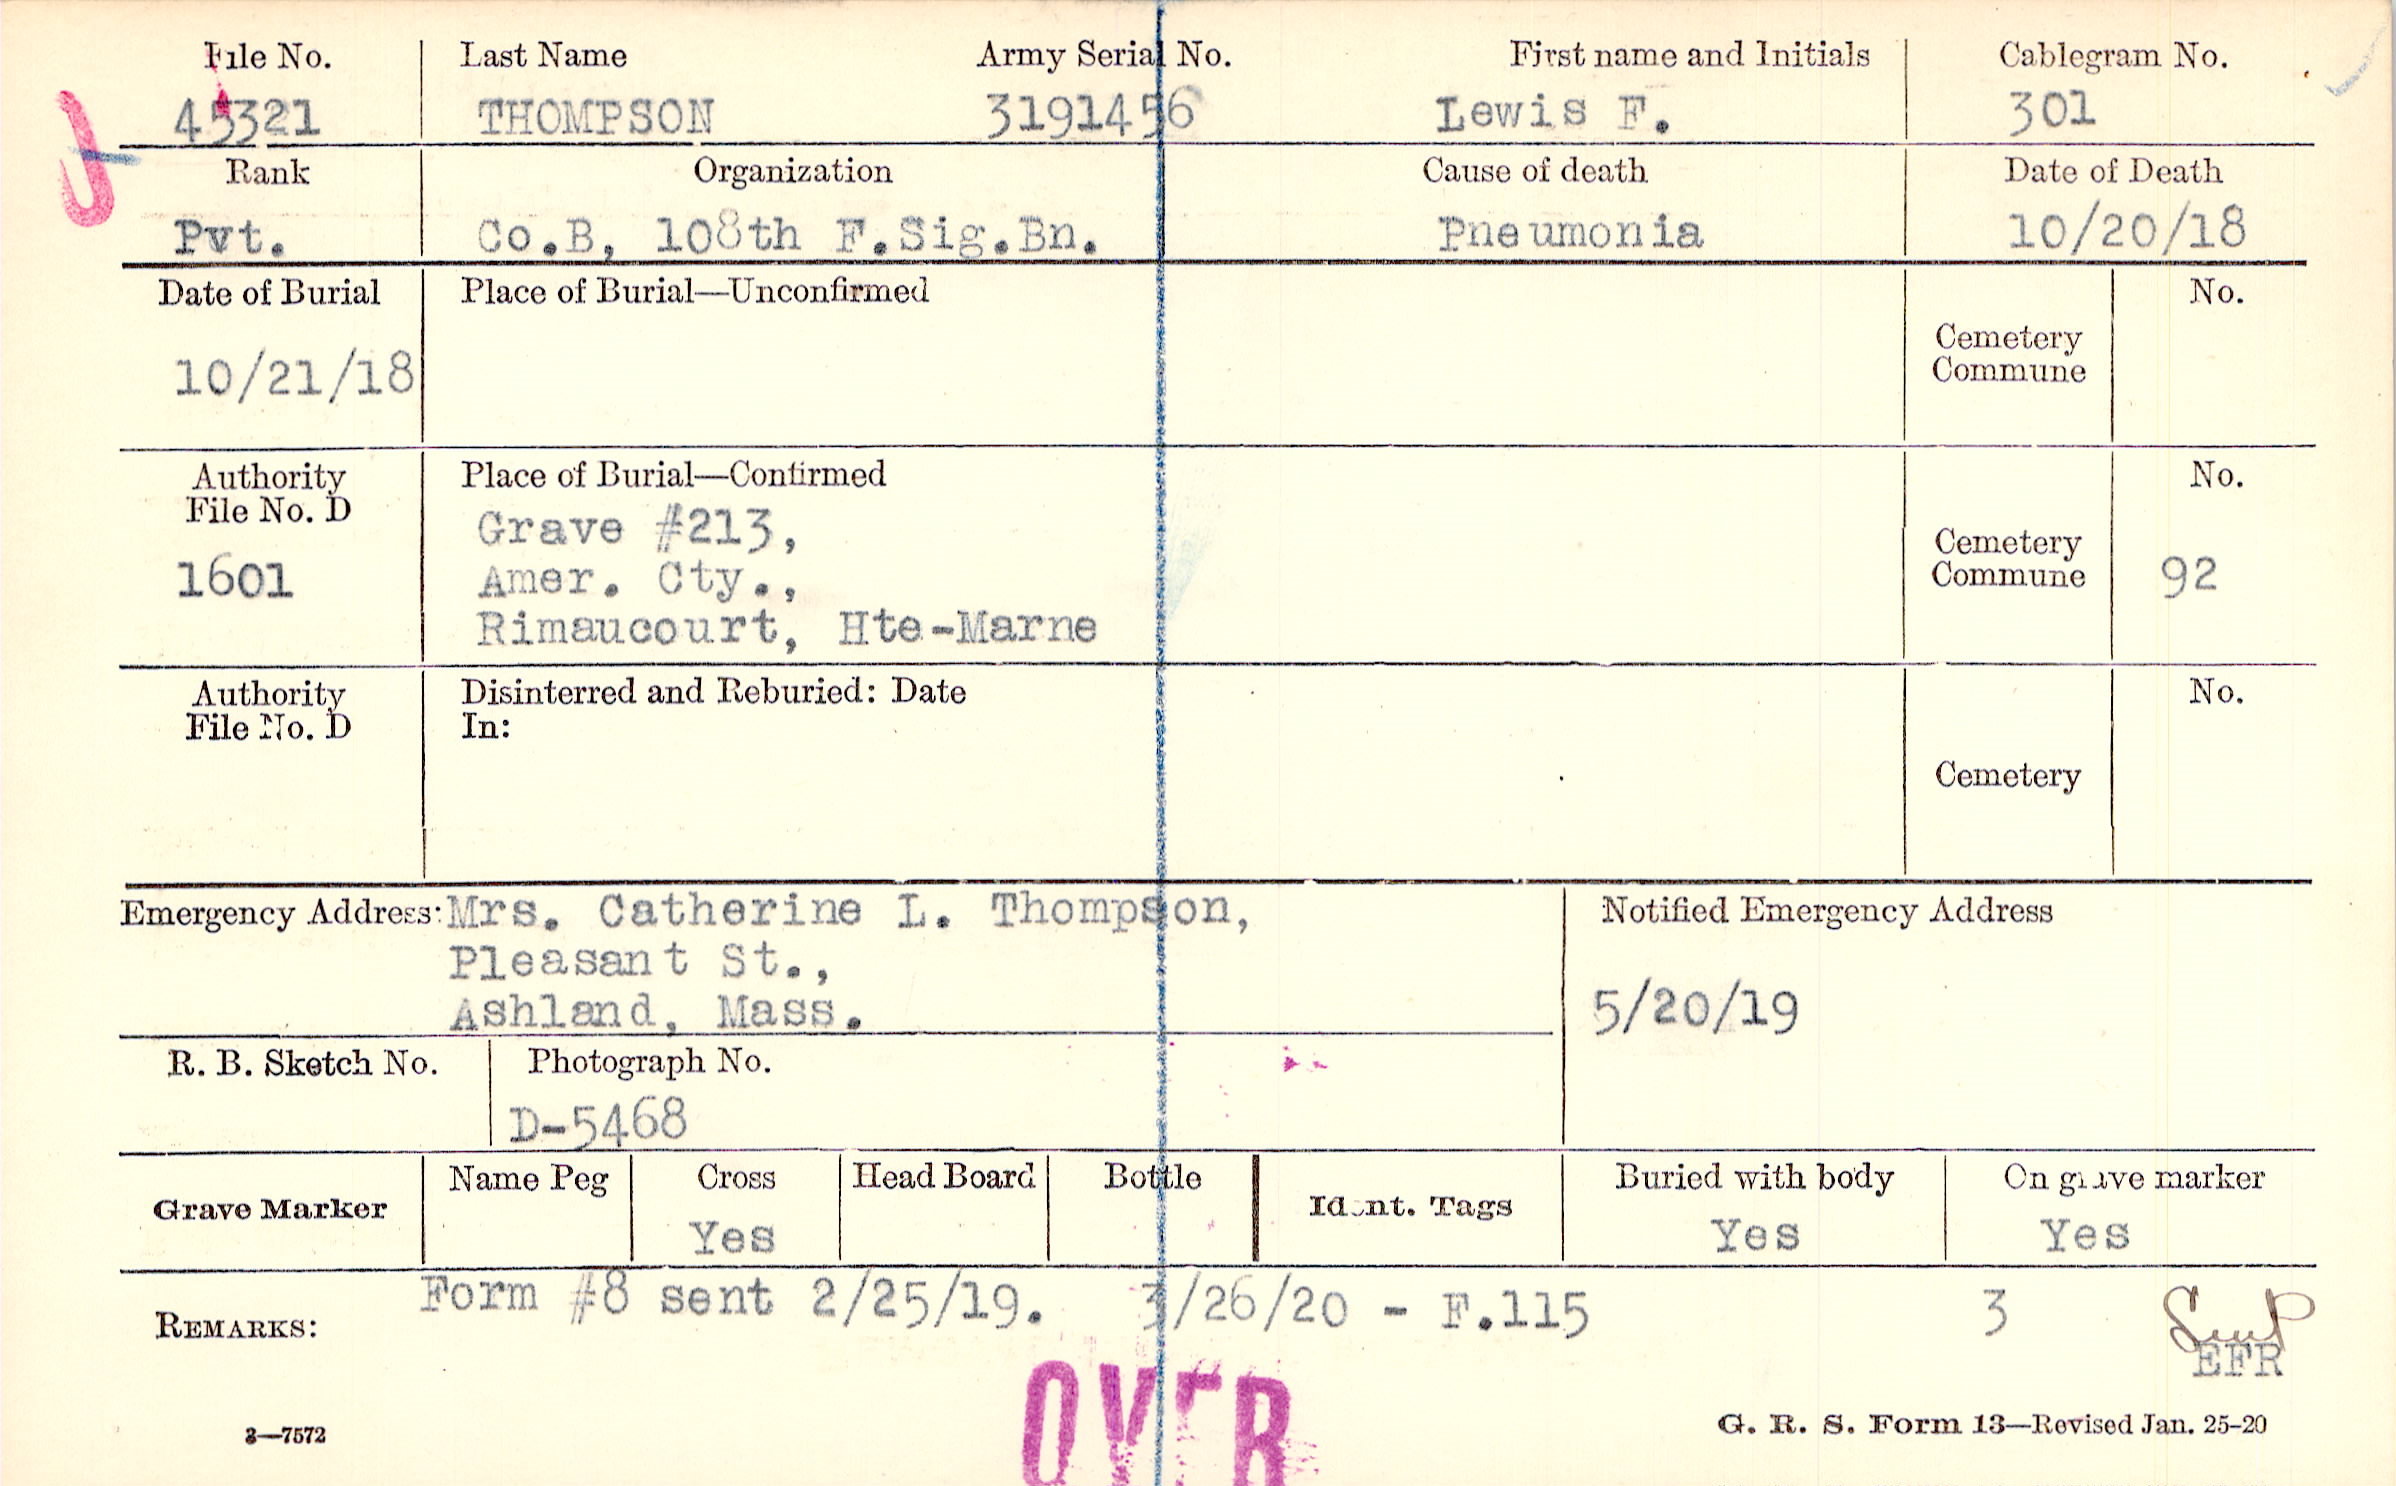 File No. Last Name Army Serial No. First name and Initials Cablegram No.
45321 THOMPSON 3191456 Lewis F. 301
Rank Organization Cause of death Date of Death
Pvt. Co.B, 108th F.Sig.Bn. Pneumonia 10/20/18
Date of Burial Place of Burial—Unconfirmed No.
Cemetery
Commune
10/21/18
Authority Place of Burial—Confirmed No.
File No. D
Grave #213,
Cemetery
Commune
1601 Amer. Cty., 92
Rimaucourt, Hte-Marne
Authority Disinterred and Reburied: Date No.
File No. D In:
Cemetery
Emergency Address: Mrs. Catherine L. Thompson, Notified Emergency Address
Pleasant St.,
Ashland, Mass. 5/20/19
R. B. Sketch No. Photograph No.
D-5468
Grave Marker Name Peg Cross Head Board Bottle Ident. Tags Buried with body On grave marker
Yes Yes Yes
Form #8 sent 2/25/19. 3/26/20 - F.115 3
REMARKS:
EFR
OVER
3—7572 G. R. S. Form 13—Revised Jan. 25-20